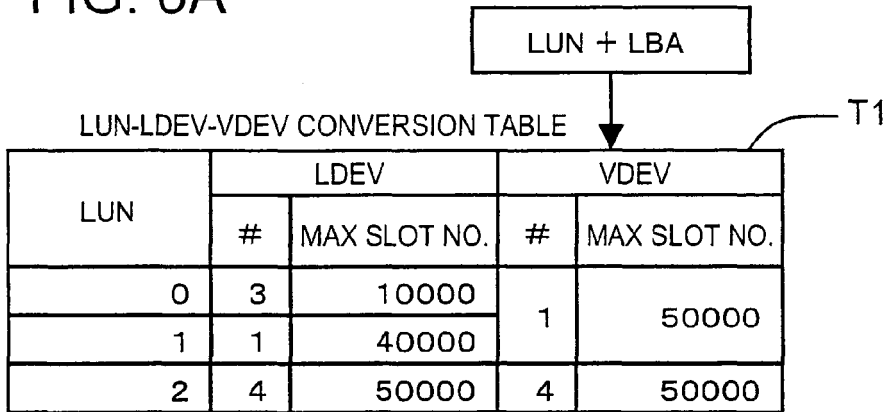 FIG. 6A
LUN + LBA
LUN-LDEV-VDEV CONVERSION TABLE
T1
LUN
LDEV
VDEV
#
MAX SLOT NO.
#
MAX SLOT NO.
0
3
10000
1
50000
1
1
40000
2
4
50000
4
50000